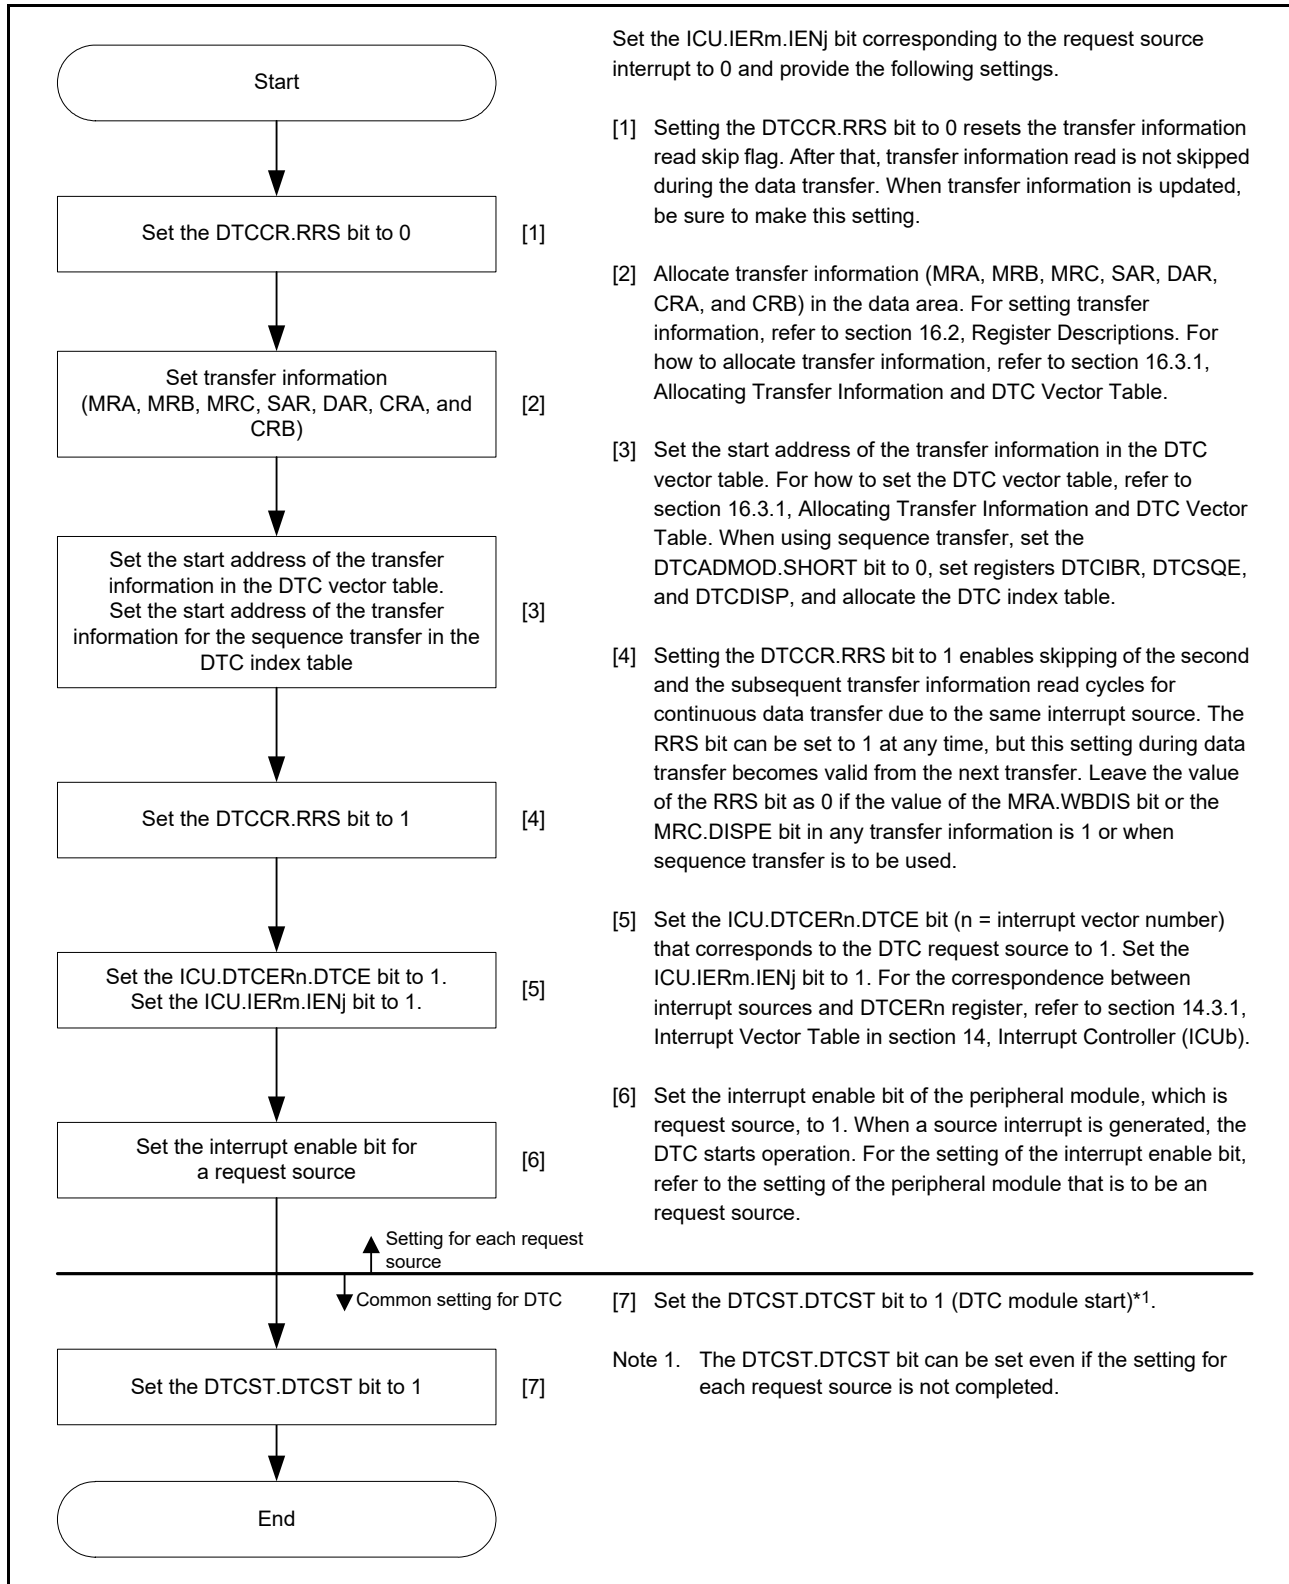 Start
Set the DTCCR.RRS bit to 0
[1]
Set transfer information
(MRA, MRB, MRC, SAR, DAR, CRA, and
CRB)
[2]
Set the start address of the transfer
information in the DTC vector table.
Set the start address of the transfer
information for the sequence transfer in the
DTC index table
[3]
Set the DTCCR.RRS bit to 1
[4]
Set the ICU.DTCERn.DTCE bit to 1.
Set the ICU.IERm.IENj bit to 1.
[5]
Set the interrupt enable bit for
a request source
[6]
Setting for each request
source
Common setting for DTC
Set the DTCST.DTCST bit to 1
[7]
End
Set the ICU.IERm.IENj bit corresponding to the request source
interrupt to 0 and provide the following settings.
[1] Setting the DTCCR.RRS bit to 0 resets the transfer information
read skip flag. After that, transfer information read is not skipped
during the data transfer. When transfer information is updated,
be sure to make this setting.
[2] Allocate transfer information (MRA, MRB, MRC, SAR, DAR,
CRA, and CRB) in the data area. For setting transfer
information, refer to section 16.2, Register Descriptions. For
how to allocate transfer information, refer to section 16.3.1,
Allocating Transfer Information and DTC Vector Table.
[3] Set the start address of the transfer information in the DTC
vector table. For how to set the DTC vector table, refer to
section 16.3.1, Allocating Transfer Information and DTC Vector
Table. When using sequence transfer, set the
DTCADMOD.SHORT bit to 0, set registers DTCIBR, DTCSQE,
and DTCDISP, and allocate the DTC index table.
[4] Setting the DTCCR.RRS bit to 1 enables skipping of the second
and the subsequent transfer information read cycles for
continuous data transfer due to the same interrupt source. The
RRS bit can be set to 1 at any time, but this setting during data
transfer becomes valid from the next transfer. Leave the value
of the RRS bit as 0 if the value of the MRA.WBDIS bit or the
MRC.DISPE bit in any transfer information is 1 or when
sequence transfer is to be used.
[5] Set the ICU.DTCERn.DTCE bit (n = interrupt vector number)
that corresponds to the DTC request source to 1. Set the
ICU.IERm.IENj bit to 1. For the correspondence between
interrupt sources and DTCERn register, refer to section 14.3.1,
Interrupt Vector Table in section 14, Interrupt Controller (ICUb).
[6] Set the interrupt enable bit of the peripheral module, which is
request source, to 1. When a source interrupt is generated, the
DTC starts operation. For the setting of the interrupt enable bit,
refer to the setting of the peripheral module that is to be an
request source.
[7] Set the DTCST.DTCST bit to 1 (DTC module start)*1.
Note 1. The DTCST.DTCST bit can be set even if the setting for
each request source is not completed.